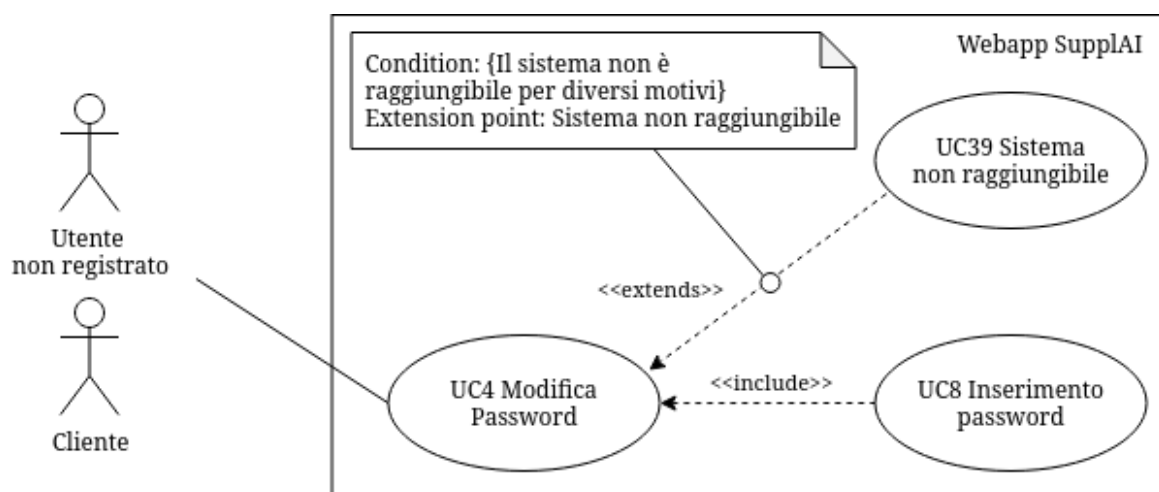 Webapp SupplAI
Condition: {Il sistema non è
raggiungibile per diversi motivi}
Extension point: Sistema non raggiungibile
UC39 Sistema
non raggiungibile
Utente
non registrato
<<extends>>
<<include>>
UC4 Modifica
Password
UC8 Inserimento
password
Cliente